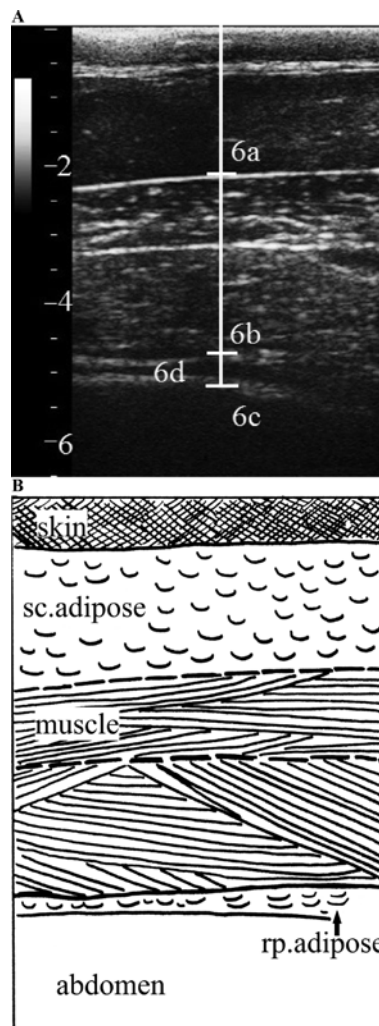 A
−2
6a
−4
6b
6d
6c
−6
B
skin
sc.adipose
muscle
rp.adipose
abdomen